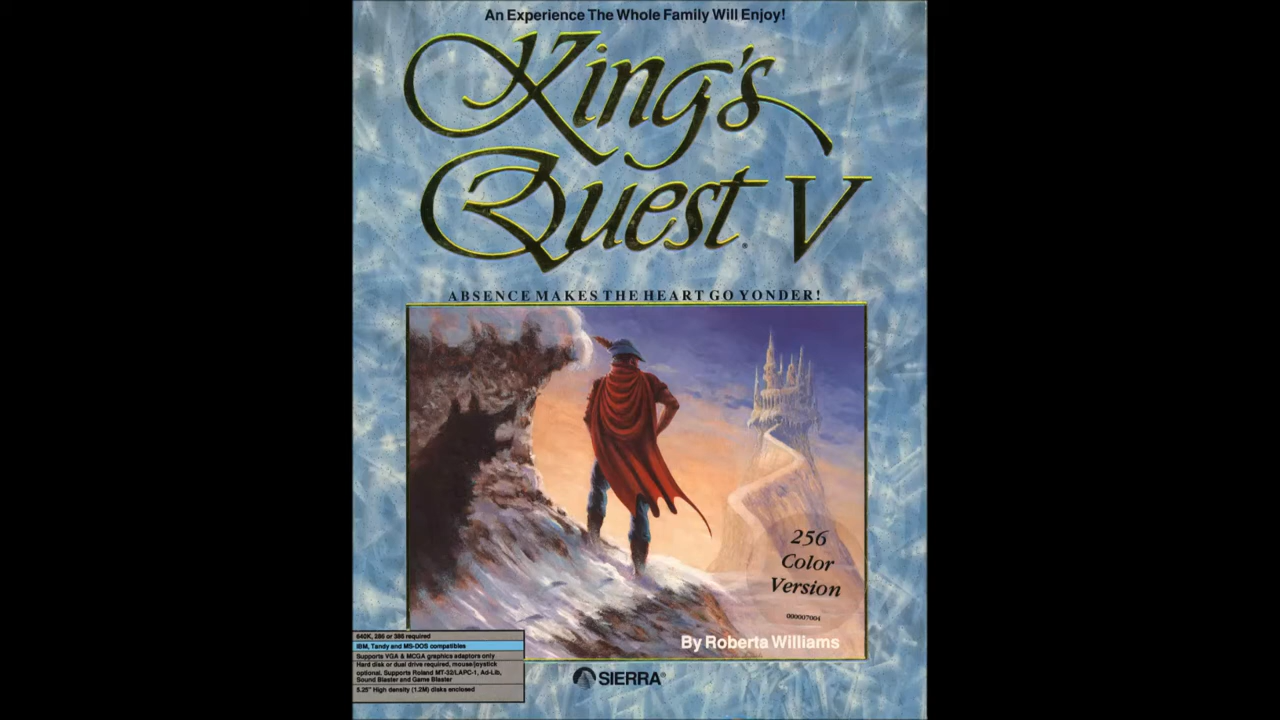 An Experience The Whole Family Will Enjoy!
King's
Quest® V
ABSENCE MAKES THE HEART GO YONDER!
256
Color
Version
000007004
By Roberta Williams
640K, 286 or 386 required
IBM, Tandy and MS-DOS compatibles
Supports VGA & MCGA graphics adaptors only
Hard disk or dual drive required, mouse/joystick
optional. Supports Roland MT-32/LAPC-1, Ad-Lib,
Sound Blaster and Game Blaster
5.25" High density (1.2M) disks enclosed
SIERRA®